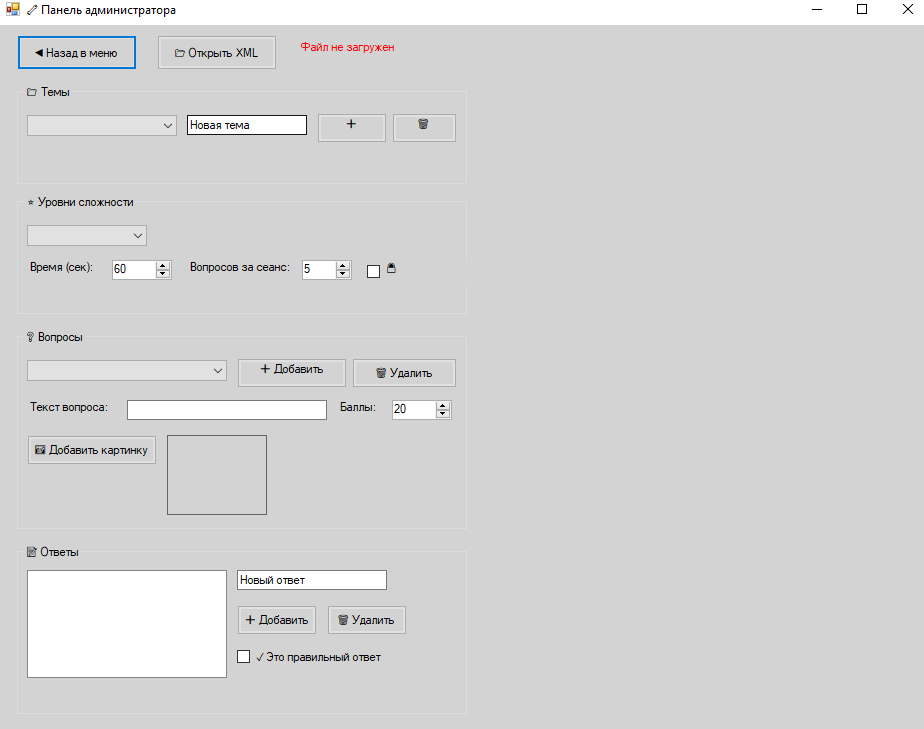 Панель администратора
◄ Назад в меню
Открыть XML
Файл не загружен
Темы
Новая тема
+
Уровни сложности
Время (сек):
60
Вопросов за сеанс:
5
? Вопросы
+ Добавить
Удалить
Текст вопроса:
Баллы:
20
Добавить картинку
Ответы
Новый ответ
+ Добавить
Удалить
✓ Это правильный ответ